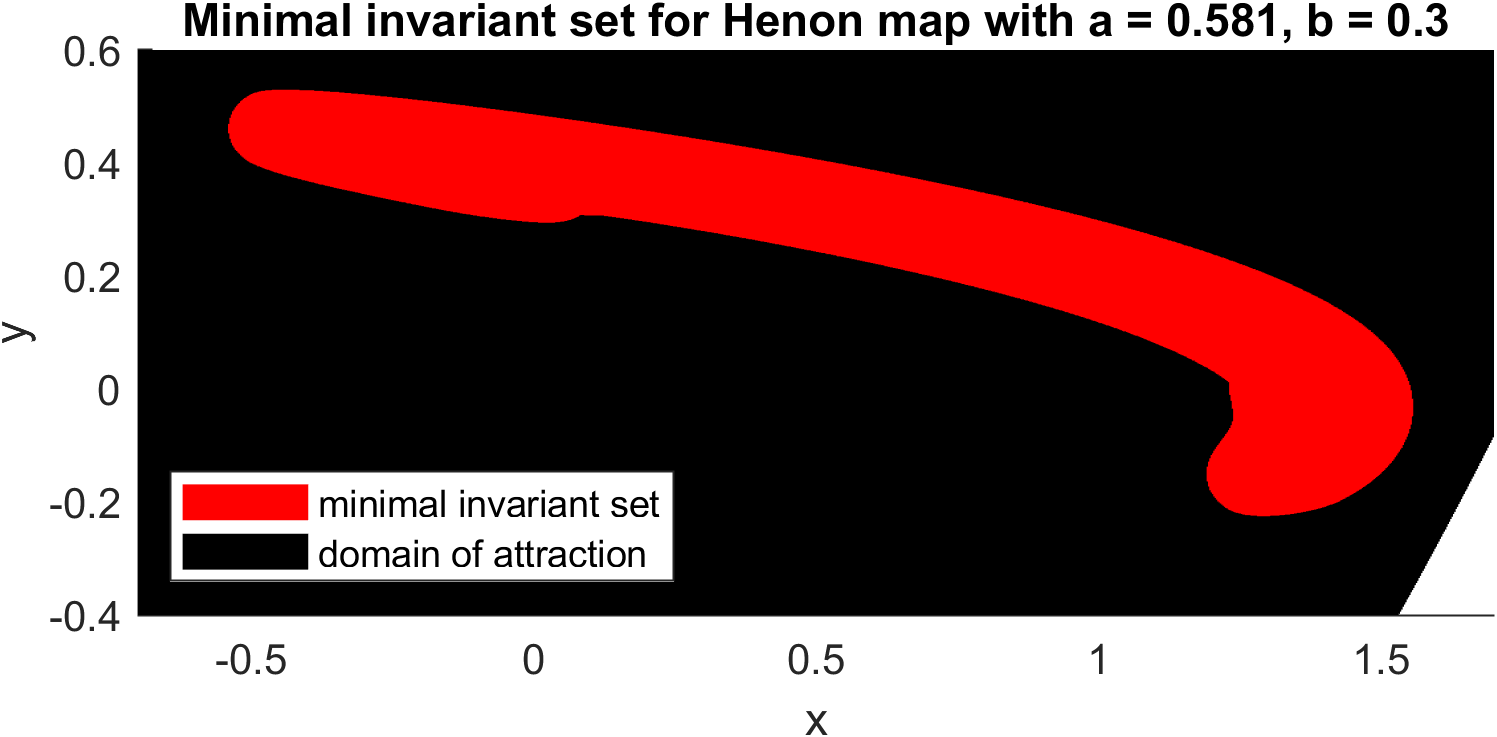 Minimal invariant set for Henon map with a = 0.581, b = 0.3
0.6
0.4
0.2
0
-0.2
-0.4
y
minimal invariant set
domain of attraction
-0.5 0 0.5 1 1.5
x